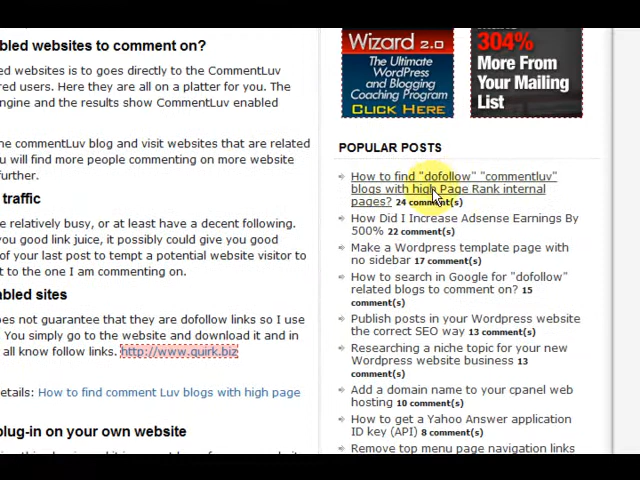 bled websites to comment on?
ed websites is to goes directly to the CommentLuv
red users. Here they are all on a platter for you. The
ngine and the results show CommentLuv enabled
he commentLuv blog and visit websites that are related
ou will find more people commenting on more website
further.
traffic
e relatively busy, or at least have a decent following.
you good link juice, it possibly could give you good
of your last post to tempt a potential website visitor to
t to the one I am commenting on.
abled sites
oes not guarantee that they are dofollow links so I use
You simply go to the website and download it and in
all know follow links. http://www.quirk.biz
etails: How to find comment Luv blogs with high page
plug-in on your own website
Wizard 2.0
The Ultimate
WordPress
and Blogging
Coaching Program
CLICK HERE
304%
More From
Your Mailing
List
POPULAR POSTS
How to find "dofollow" "commentluv"
blogs with high Page Rank internal
pages? 24 comment(s)
How Did I Increase Adsense Earnings By
500% 22 comment(s)
Make a Wordpress template page with
no sidebar 17 comment(s)
How to search in Google for "dofollow"
related blogs to comment on? 15
comment(s)
Publish posts in your Wordpress website
the correct SEO way 13 comment(s)
Researching a niche topic for your new
Wordpress website business 13
comment(s)
Add a domain name to your cpanel web
hosting 10 comment(s)
How to get a Yahoo Answer application
ID key (API) 8 comment(s)
Remove top menu page navigation links